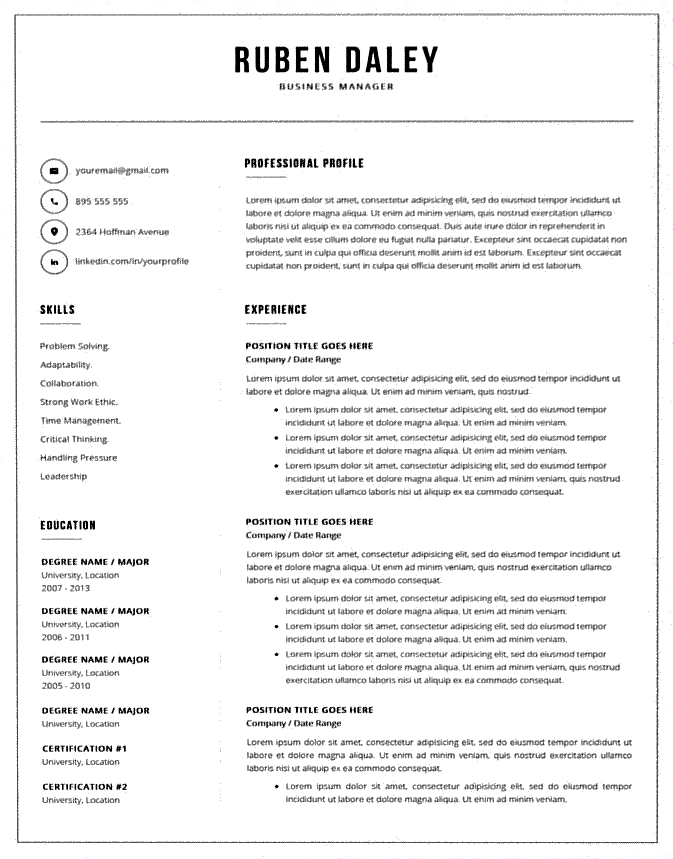 RUBEN DALEY
BUSINESS MANAGER
youremail@gmail.com
895 555 555
2364 Hoffman Avenue
linkedin.com/in/yourprofile
SKILLS
Problem Solving.
Adaptability.
Collaboration.
Strong Work Ethic.
Time Management.
Critical Thinking.
Handling Pressure
Leadership
EDUCATION
DEGREE NAME / MAJOR
University, Location
2007 - 2013
DEGREE NAME / MAJOR
University, Location
2006 - 2011
DEGREE NAME / MAJOR
University, Location
2005 - 2010
DEGREE NAME / MAJOR
University, Location
CERTIFICATION #1
University, Location
CERTIFICATION #2
University, Location
PROFESSIONAL PROFILE
Lorem ipsum dolor sit amet, consectetur adipisicing elit, sed do eiusmod tempor incididunt ut
labore et dolore magna aliqua. Ut enim ad minim veniam, quis nostrud exercitation ullamco
laboris nisi ut aliquip ex ea commodo consequat. Duis aute irure dolor in reprehenderit in
voluptate velit esse cillum dolore eu fugiat nulla pariatur. Excepteur sint occaecat cupidatat non
proident, sunt in culpa qui officia deserunt mollit anim id est laborum. Excepteur sint occaecat
cupidatat non proident, sunt in culpa qui officia deserunt mollit anim id est laborum.
EXPERIENCE
POSITION TITLE GOES HERE
Company / Date Range
Lorem ipsum dolor sit amet, consectetur adipisicing elit, sed do eiusmod tempor incididunt ut
labore et dolore magna aliqua. Ut enim ad minim veniam, quis nostrud.
• Lorem ipsum dolor sit amet, consectetur adipisicing elit, sed do eiusmod tempor
incididunt ut labore et dolore magna aliqua. Ut enim ad minim veniam.
• Lorem ipsum dolor sit amet, consectetur adipisicing elit, sed do eiusmod tempor
incididunt ut labore et dolore magna aliqua. Ut enim ad minim veniam.
• Lorem ipsum dolor sit amet, consectetur adipisicing elit, sed do eiusmod tempor
incididunt ut labore et dolore magna aliqua. Ut enim ad minim veniam, quis nostrud
exercitation ullamco laboris nisi ut aliquip ex ea commodo consequat.
POSITION TITLE GOES HERE
Company / Date Range
Lorem ipsum dolor sit amet, consectetur adipisicing elit, sed do eiusmod tempor incididunt ut
labore et dolore magna aliqua. Ut enim ad minim veniam, quis nostrud exercitation ullamco
laboris nisi ut aliquip ex ea commodo consequat.
• Lorem ipsum dolor sit amet, consectetur adipisicing elit, sed do eiusmod tempor
incididunt ut labore et dolore magna aliqua. Ut enim ad minim veniam.
• Lorem ipsum dolor sit amet, consectetur adipisicing elit, sed do eiusmod tempor
incididunt ut labore et dolore magna aliqua. Ut enim ad minim veniam.
• Lorem ipsum dolor sit amet, consectetur adipisicing elit, sed do eiusmod tempor
incididunt ut labore et dolore magna aliqua. Ut enim ad minim veniam, quis nostrud
exercitation ullamco laboris nisi ut aliquip ex ea commodo consequat.
POSITION TITLE GOES HERE
Company / Date Range
Lorem ipsum dolor sit amet, consectetur adipisicing elit, sed do eiusmod tempor incididunt ut
labore et dolore magna aliqua. Ut enim ad minim veniam, quis nostrud exercitation ullamco
laboris nisi ut aliquip ex ea commodo consequat.
• Lorem ipsum dolor sit amet, consectetur adipisicing elit, sed do eiusmod tempor
incididunt ut labore et dolore magna aliqua. Ut enim ad minim veniam,